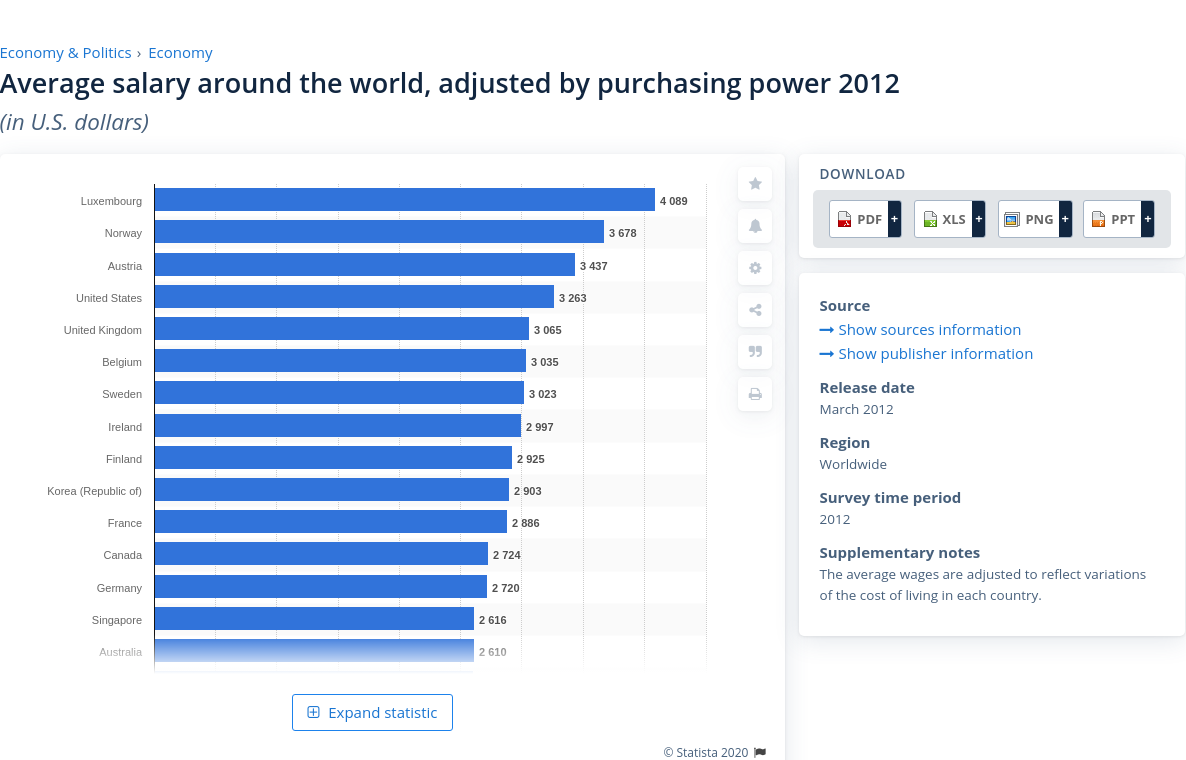 Economy & Politics › Economy
Average salary around the world, adjusted by purchasing power 2012
(in U.S. dollars)
Luxembourg 4 089
Norway 3 678
Austria 3 437
United States 3 263
United Kingdom 3 065
Belgium 3 035
Sweden 3 023
Ireland 2 997
Finland 2 925
Korea (Republic of) 2 903
France 2 886
Canada 2 724
Germany 2 720
Singapore 2 616
Australia 2 610
Expand statistic
© Statista 2020
DOWNLOAD
PDF + XLS + PNG + PPT +
Source
Show sources information
Show publisher information
Release date
March 2012
Region
Worldwide
Survey time period
2012
Supplementary notes
The average wages are adjusted to reflect variations
of the cost of living in each country.